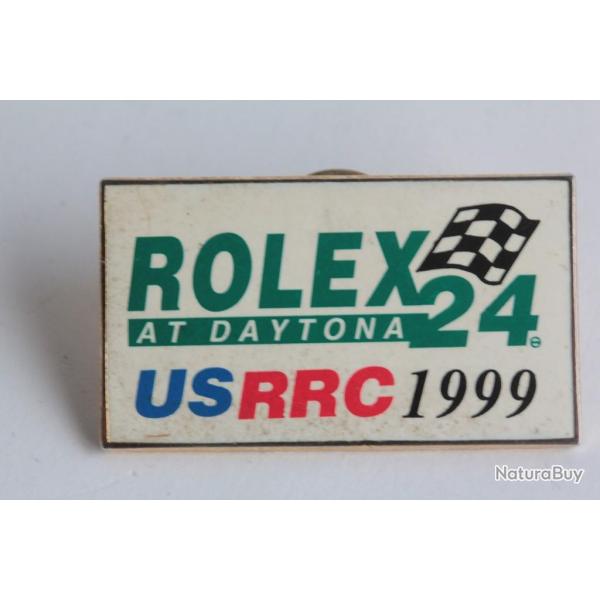 ROLEX
AT DAYTONA 24
USRRC 1999
NaturaBuy